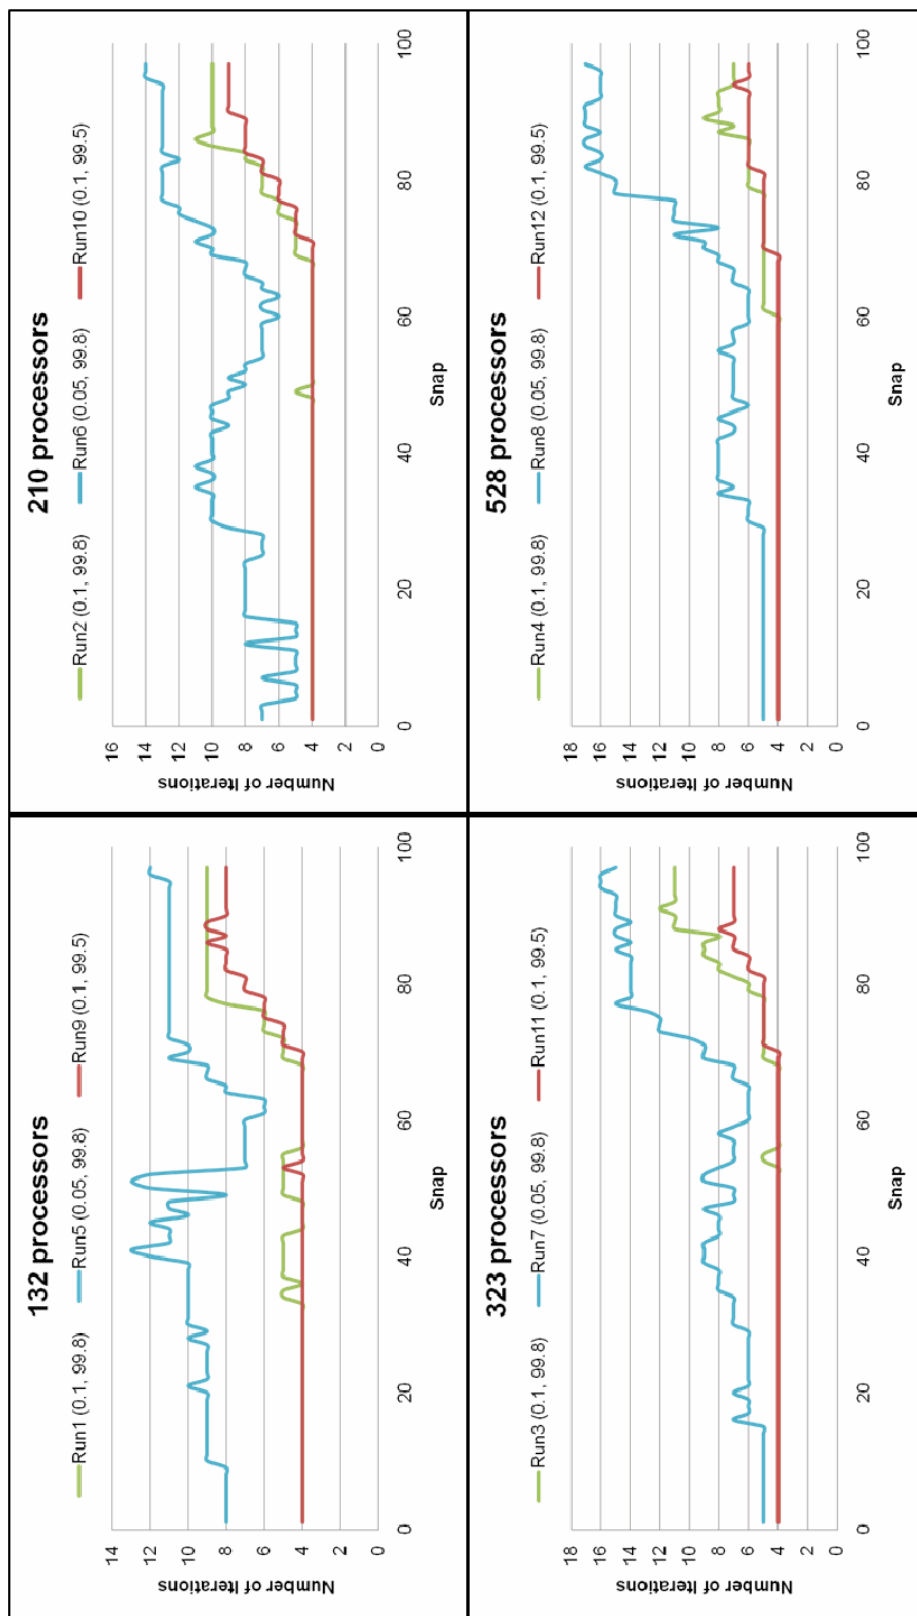 132 processors
Run1 (0.1, 99.8) Run5 (0.05, 99.8) Run9 (0.1, 99.5)
Number of Iterations
14
12
10
8
6
4
2
0
0 20 40 60 80 100
Snap
210 processors
Run2 (0.1, 99.8) Run6 (0.05, 99.8) Run10 (0.1, 99.5)
Number of Iterations
16
14
12
10
8
6
4
2
0
0 20 40 60 80 100
Snap
323 processors
Run3 (0.1, 99.8) Run7 (0.05, 99.8) Run11 (0.1, 99.5)
Number of Iterations
18
16
14
12
10
8
6
4
2
0
0 20 40 60 80 100
Snap
528 processors
Run4 (0.1, 99.8) Run8 (0.05, 99.8) Run12 (0.1, 99.5)
Number of Iterations
18
16
14
12
10
8
6
4
2
0
0 20 40 60 80 100
Snap